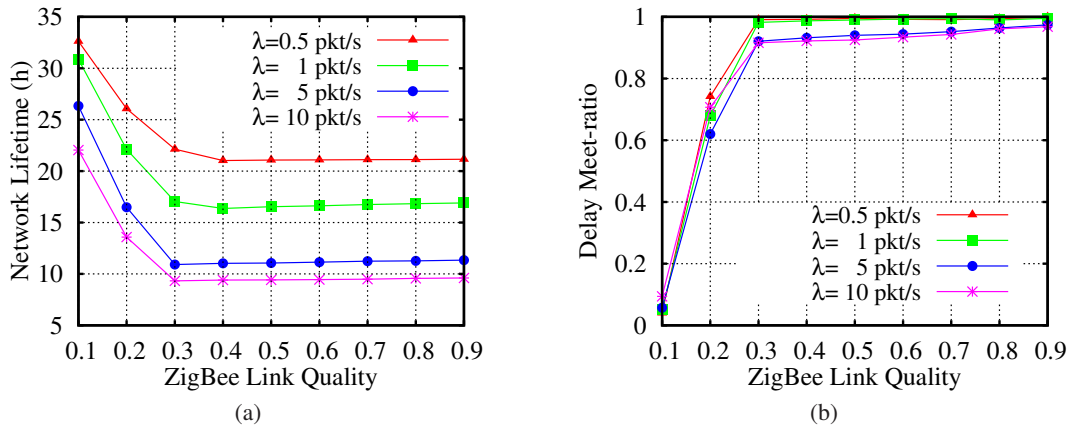 35
30
25
20
15
10
5
Network Lifetime (h)
λ=0.5 pkt/s
λ= 1 pkt/s
λ= 5 pkt/s
λ= 10 pkt/s
0.1 0.2 0.3 0.4 0.5 0.6 0.7 0.8 0.9
ZigBee Link Quality
(a)
1
0.8
0.6
0.4
0.2
0
Delay Meet-ratio
λ=0.5 pkt/s
λ= 1 pkt/s
λ= 5 pkt/s
λ= 10 pkt/s
0.1 0.2 0.3 0.4 0.5 0.6 0.7 0.8 0.9
ZigBee Link Quality
(b)